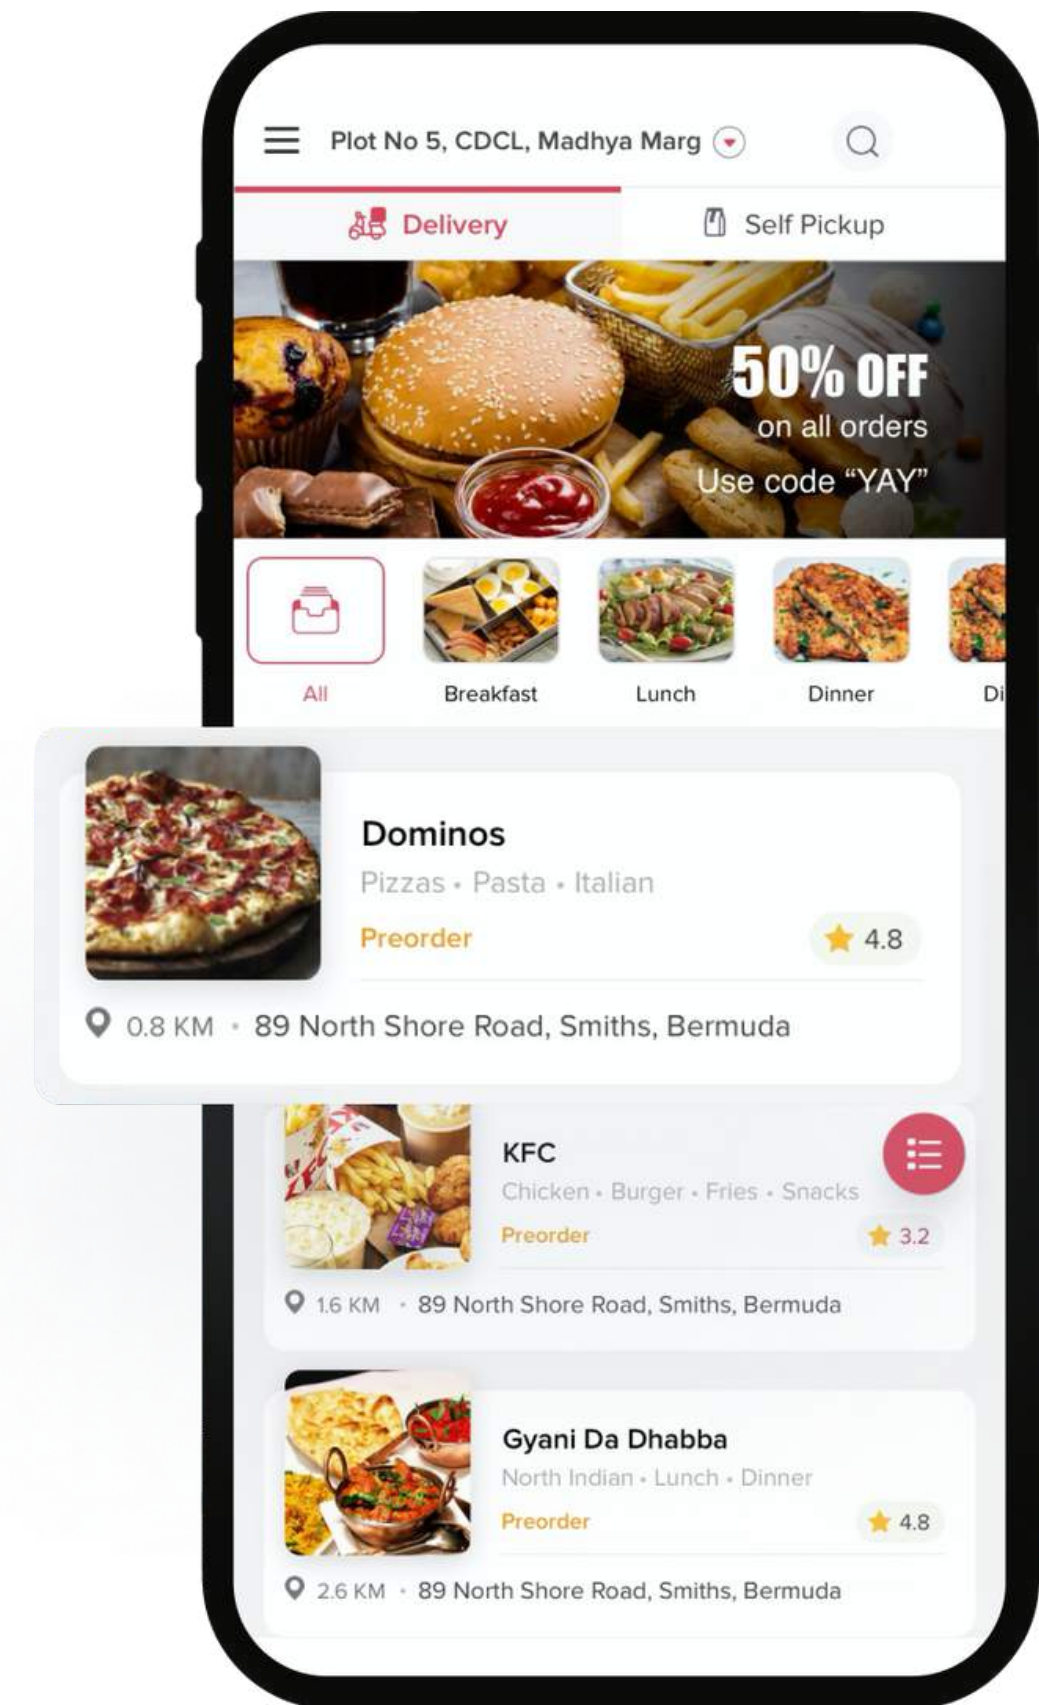 Plot No 5, CDCL, Madhya Marg
Delivery
Self Pickup
50% OFF
on all orders
Use code “YAY”
All
Breakfast
Lunch
Dinner
Di
Dominos
Pizzas • Pasta • Italian
Preorder
4.8
0.8 KM • 89 North Shore Road, Smiths, Bermuda
KFC
KFC
Chicken • Burger • Fries • Snacks
Preorder
3.2
1.6 KM • 89 North Shore Road, Smiths, Bermuda
Gyani Da Dhabba
North Indian • Lunch • Dinner
Preorder
4.8
2.6 KM • 89 North Shore Road, Smiths, Bermuda